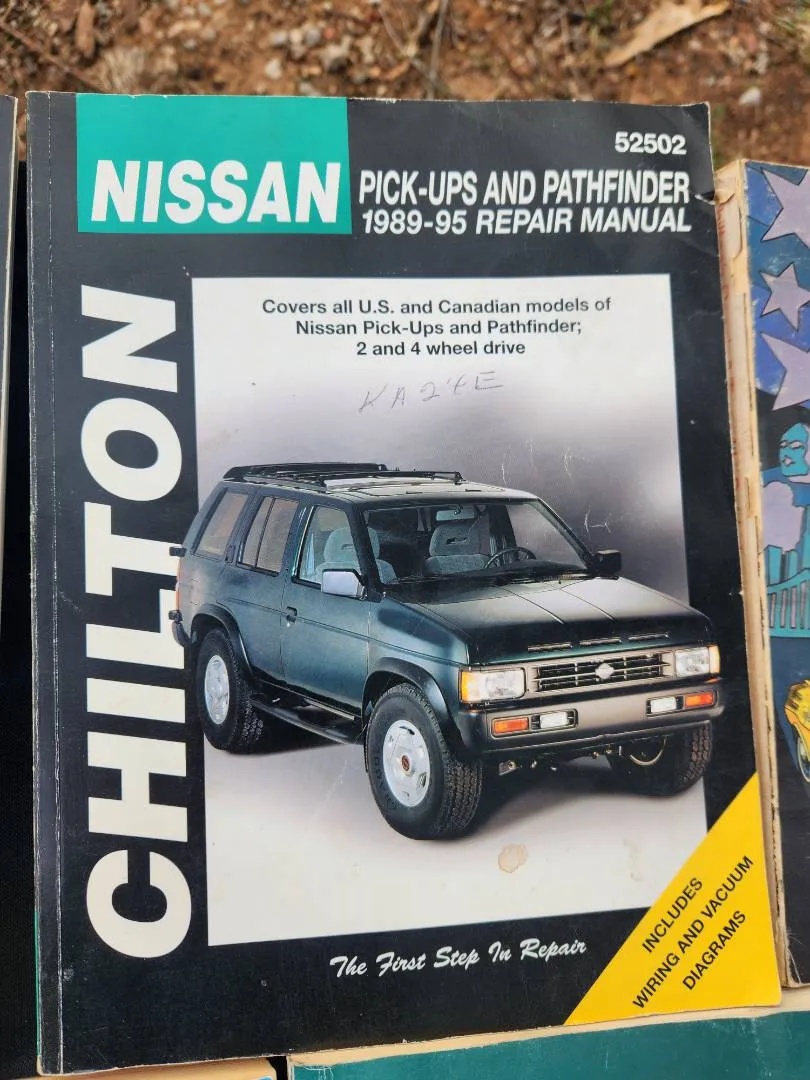 52502
NISSAN
PICK-UPS AND PATHFINDER
1989-95 REPAIR MANUAL
CHILTON
Covers all U.S. and Canadian models of
Nissan Pick-Ups and Pathfinder;
2 and 4 wheel drive
KA24E
The First Step In Repair
INCLUDES
WIRING AND VACUUM
DIAGRAMS